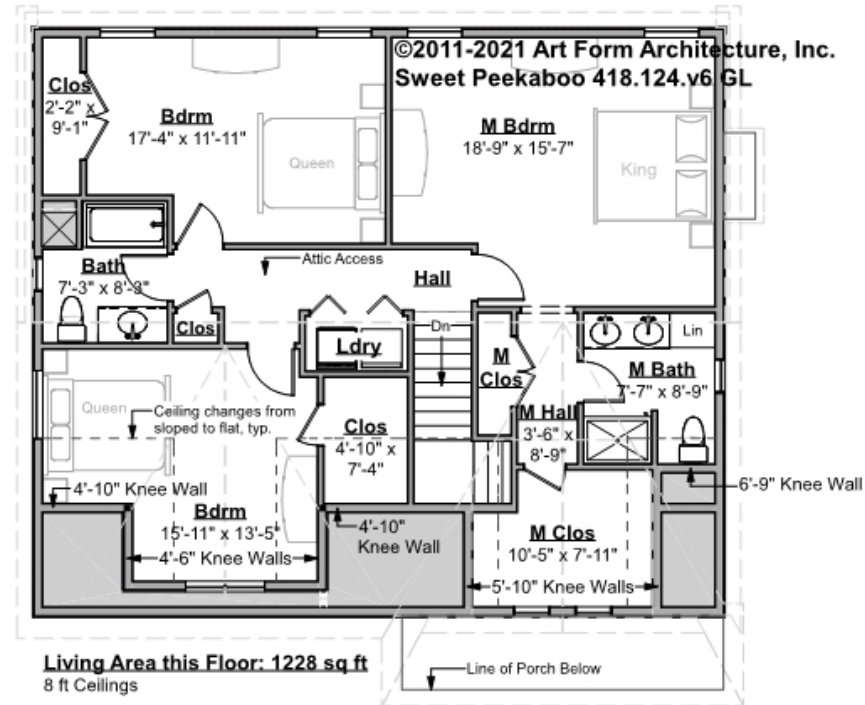 ©2011-2021 Art Form Architecture, Inc.
Sweet Peekaboo 418.124.v6 GL
Clos
2'-2" x
9'-1"
Bdrm
17'-4" x 11'-11"
Queen
M Bdrm
18'-9" x 15'-7"
King
Attic Access
Hall
Bath
7'-3" x 8'-3"
Clos
Ldry
Dn
M
Clos
Lin
M Bath
7'-7" x 8'-9"
M Hall
3'-6" x
8'-9"
Queen
Ceiling changes from
sloped to flat, typ.
Clos
4'-10" x
7'-4"
4'-10" Knee Wall
6'-9" Knee Wall
Bdrm
15'-11" x 13'-5"
4'-6" Knee Walls
4'-10"
Knee Wall
M Clos
10'-5" x 7'-11"
5'-10" Knee Walls
Living Area this Floor: 1228 sq ft
8 ft Ceilings
Line of Porch Below